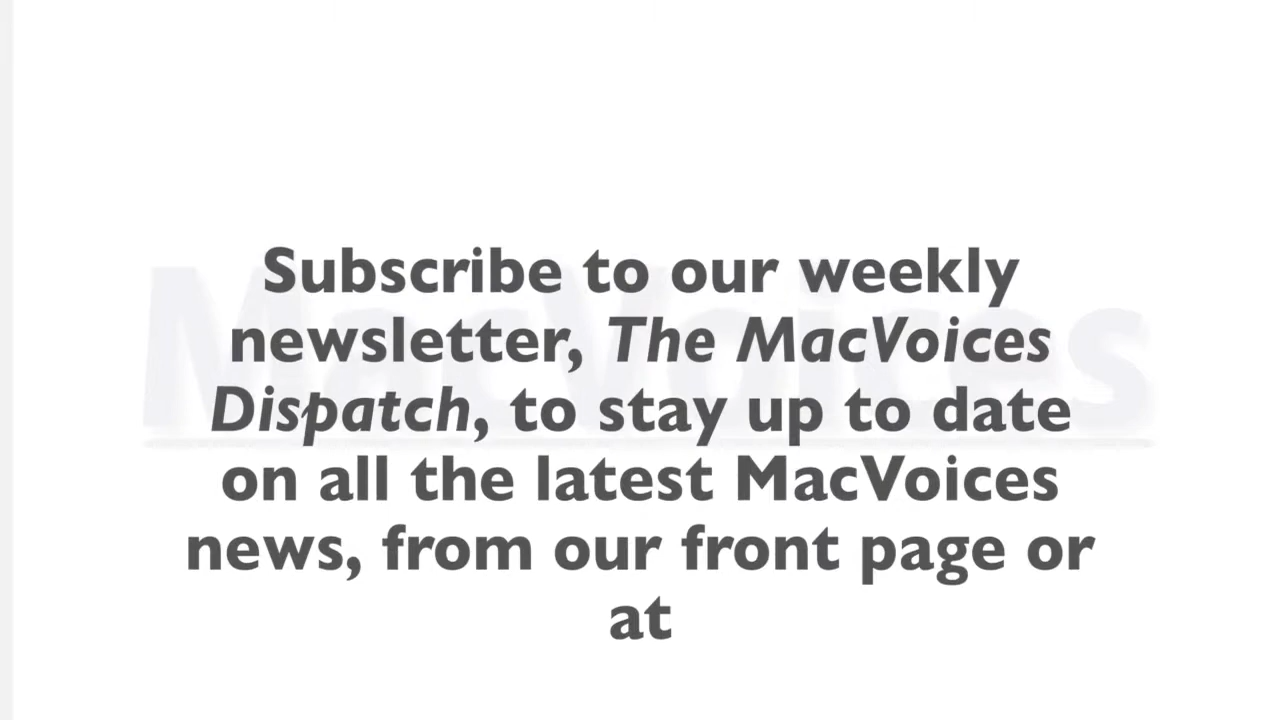 Subscribe to our weekly
newsletter, The MacVoices
Dispatch, to stay up to date
on all the latest MacVoices
news, from our front page or
at
MacVoices